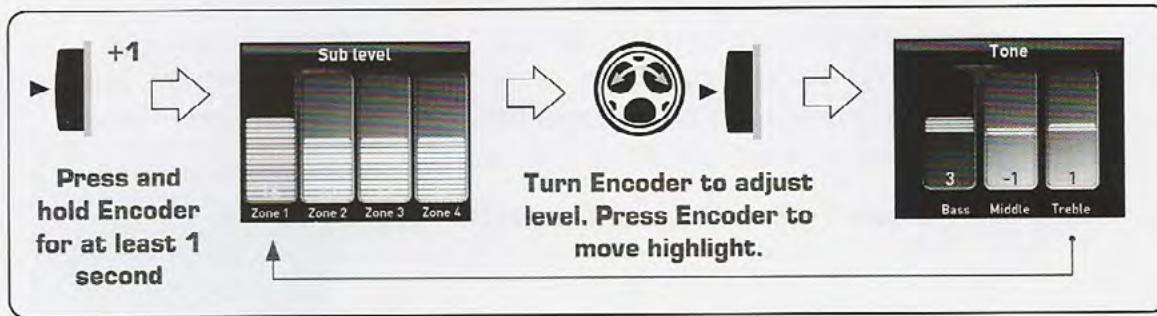 +1
Press and
hold Encoder
for at least 1
second
Sub level
Zone 1 Zone 2 Zone 3 Zone 4
Turn Encoder to adjust
level. Press Encoder to
move highlight.
Tone
3 -1 1
Bass Middle Treble